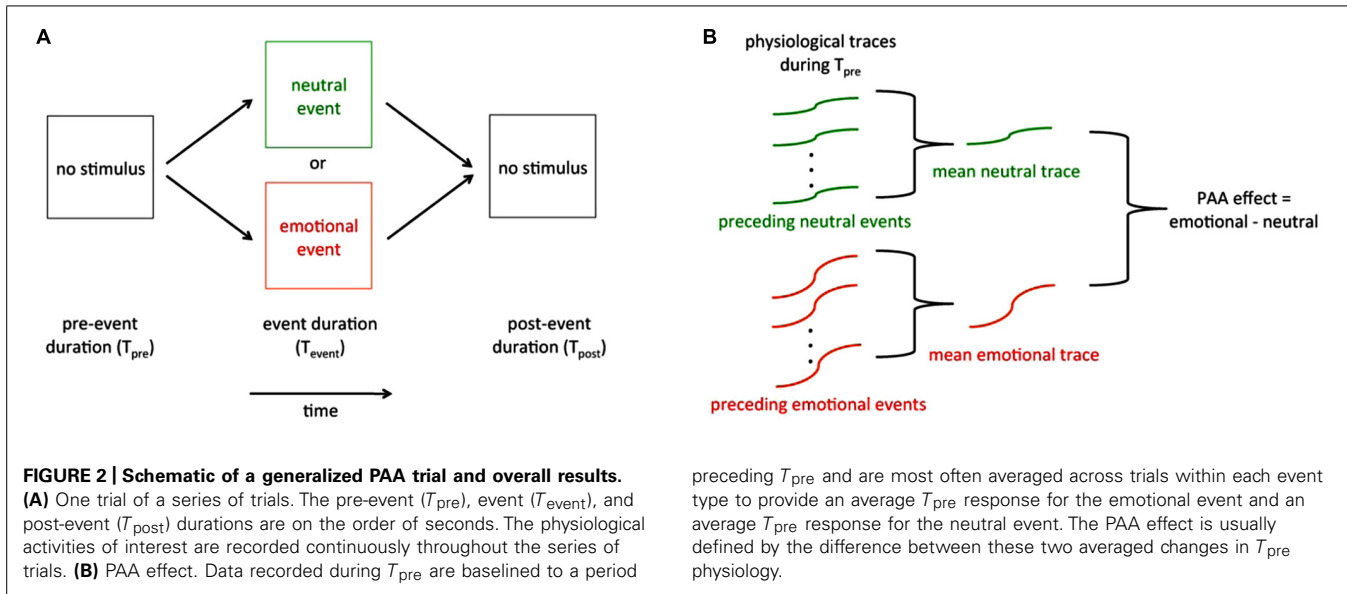 A
neutral
event
no stimulus
or
no stimulus
emotional
event
pre-event
duration (Tpre)
event duration
(Tevent)
post-event
duration (Tpost)
time
B
physiological traces
during Tpre
preceding neutral events
mean neutral trace
PAA effect =
emotional - neutral
mean emotional trace
preceding emotional events
FIGURE 2 | Schematic of a generalized PAA trial and overall results.
(A) One trial of a series of trials. The pre-event (Tpre), event (Tevent), and
post-event (Tpost) durations are on the order of seconds. The physiological
activities of interest are recorded continuously throughout the series of
trials. (B) PAA effect. Data recorded during Tpre are baselined to a period
preceding Tpre and are most often averaged across trials within each event
type to provide an average Tpre response for the emotional event and an
average Tpre response for the neutral event. The PAA effect is usually
defined by the difference between these two averaged changes in Tpre
physiology.